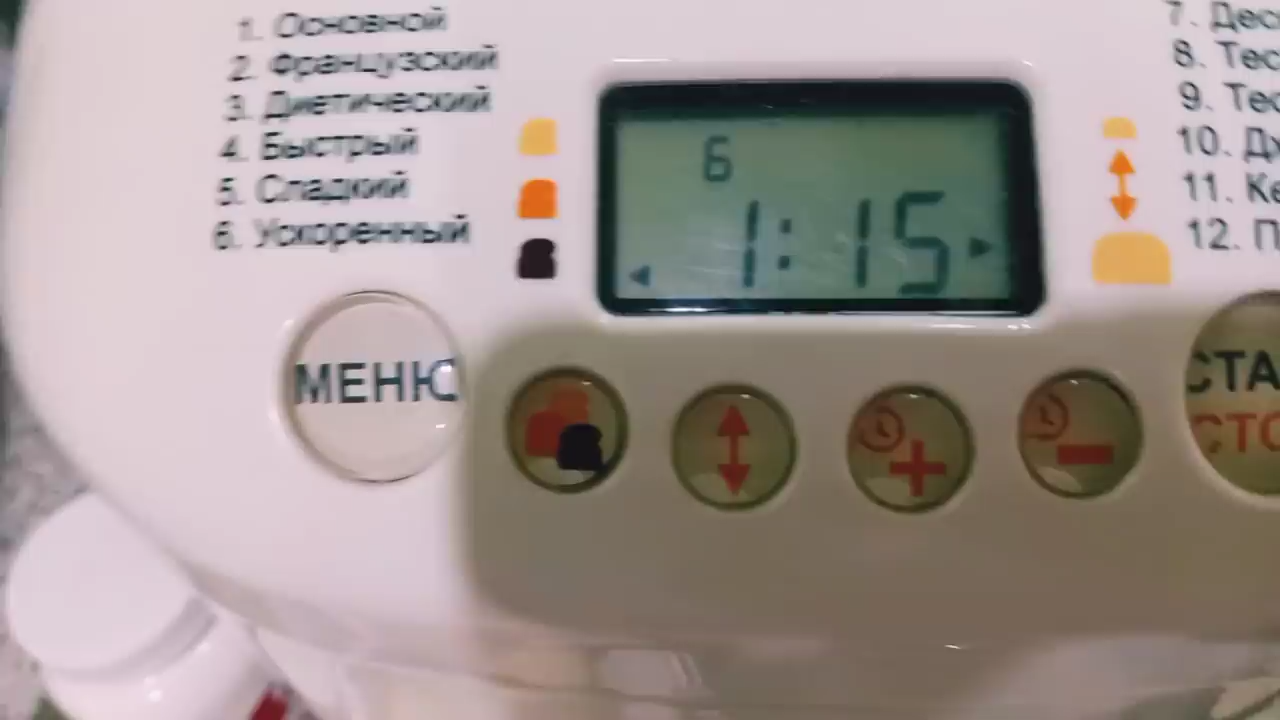 1. Основной
2. Французский
3. Диетический
4. Быстрый
5. Сладкий
6. Ускоренный
6
1:15
7.
8.
9.
10.
11.
12.
МЕНЮ